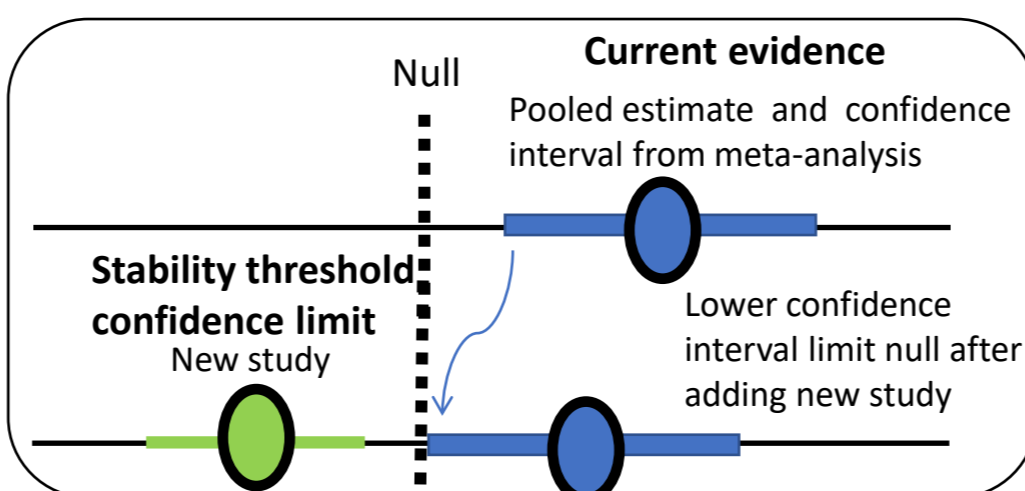 Null
Current evidence
Pooled estimate and confidence
interval from meta-analysis
Stability threshold
confidence limit
New study
Lower confidence
interval limit null after
adding new study